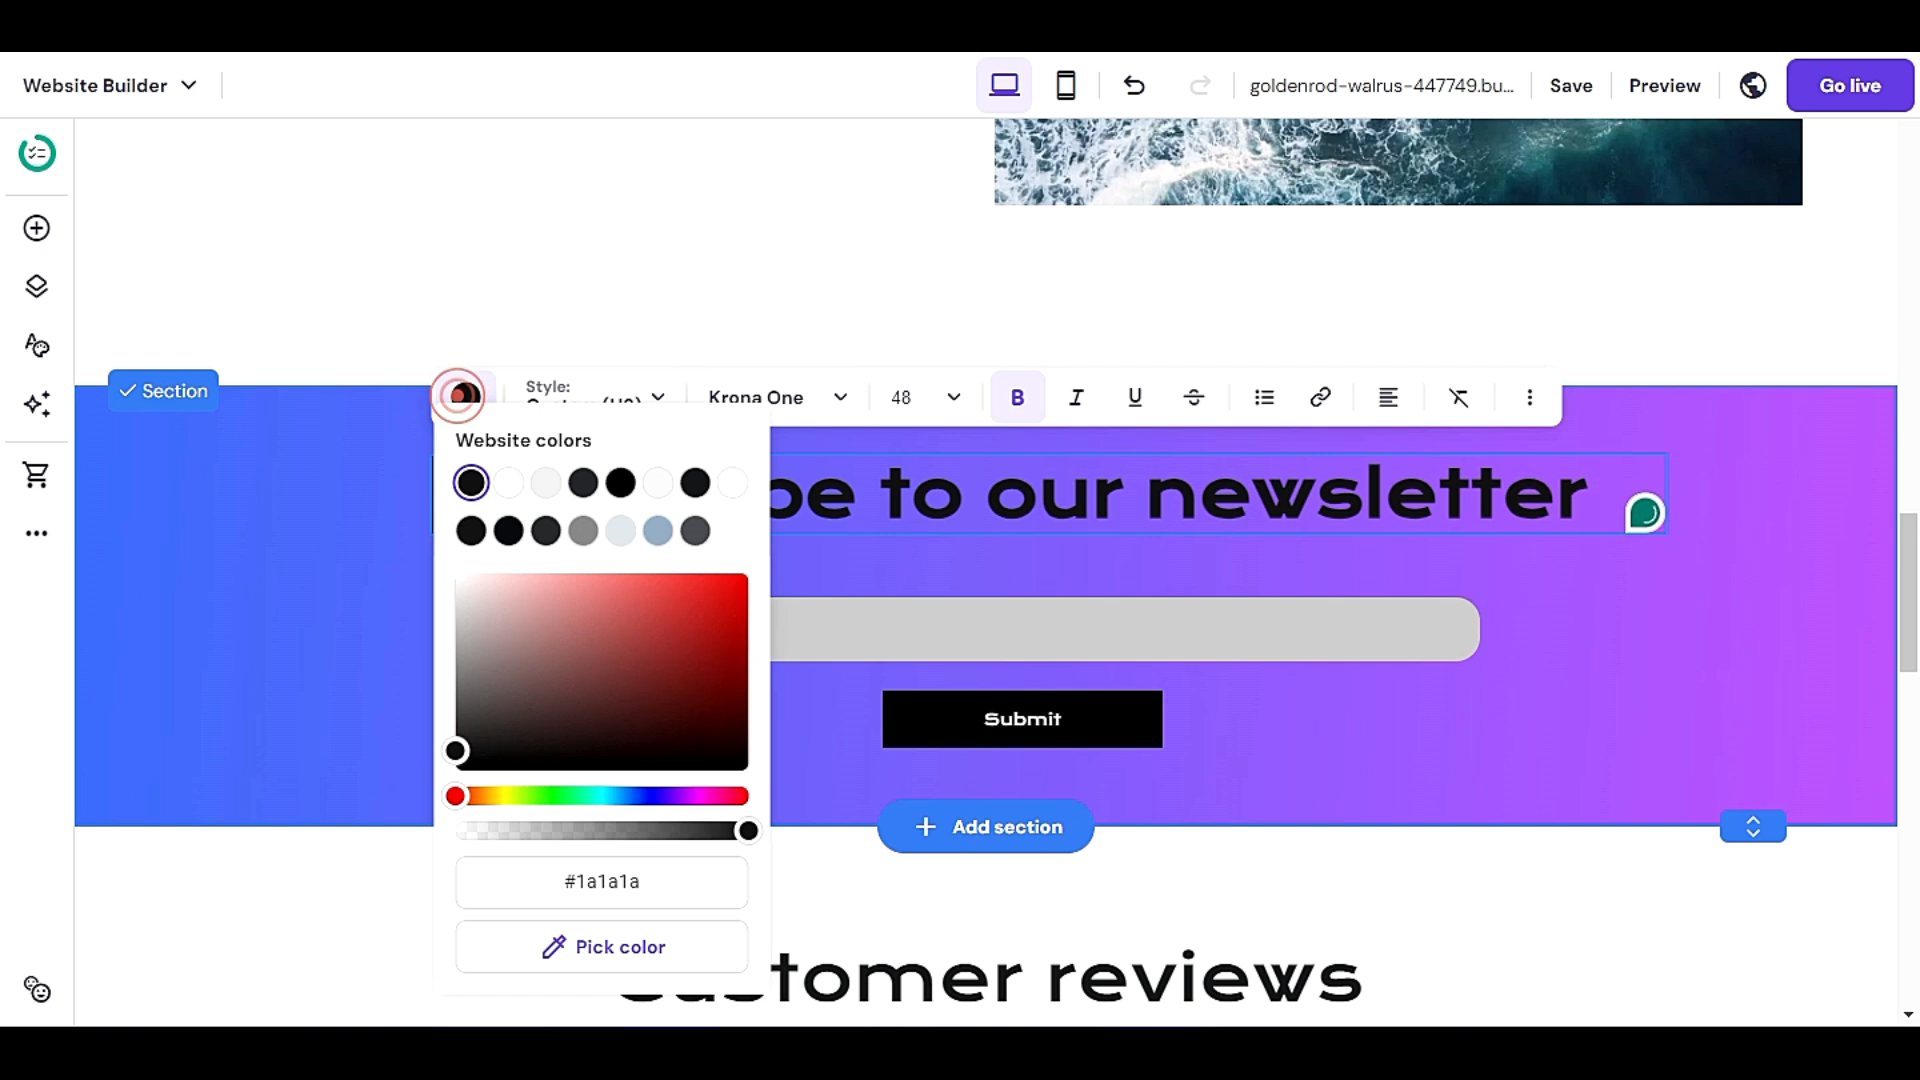 Website Builder
goldenrod-walrus-447749.bu...
Save
Preview
Go live
Section
Style:
Krona One
48
B
I
U
Website colors
be to our newsletter
Submit
Add section
#1a1a1a
Pick color
tomer reviews